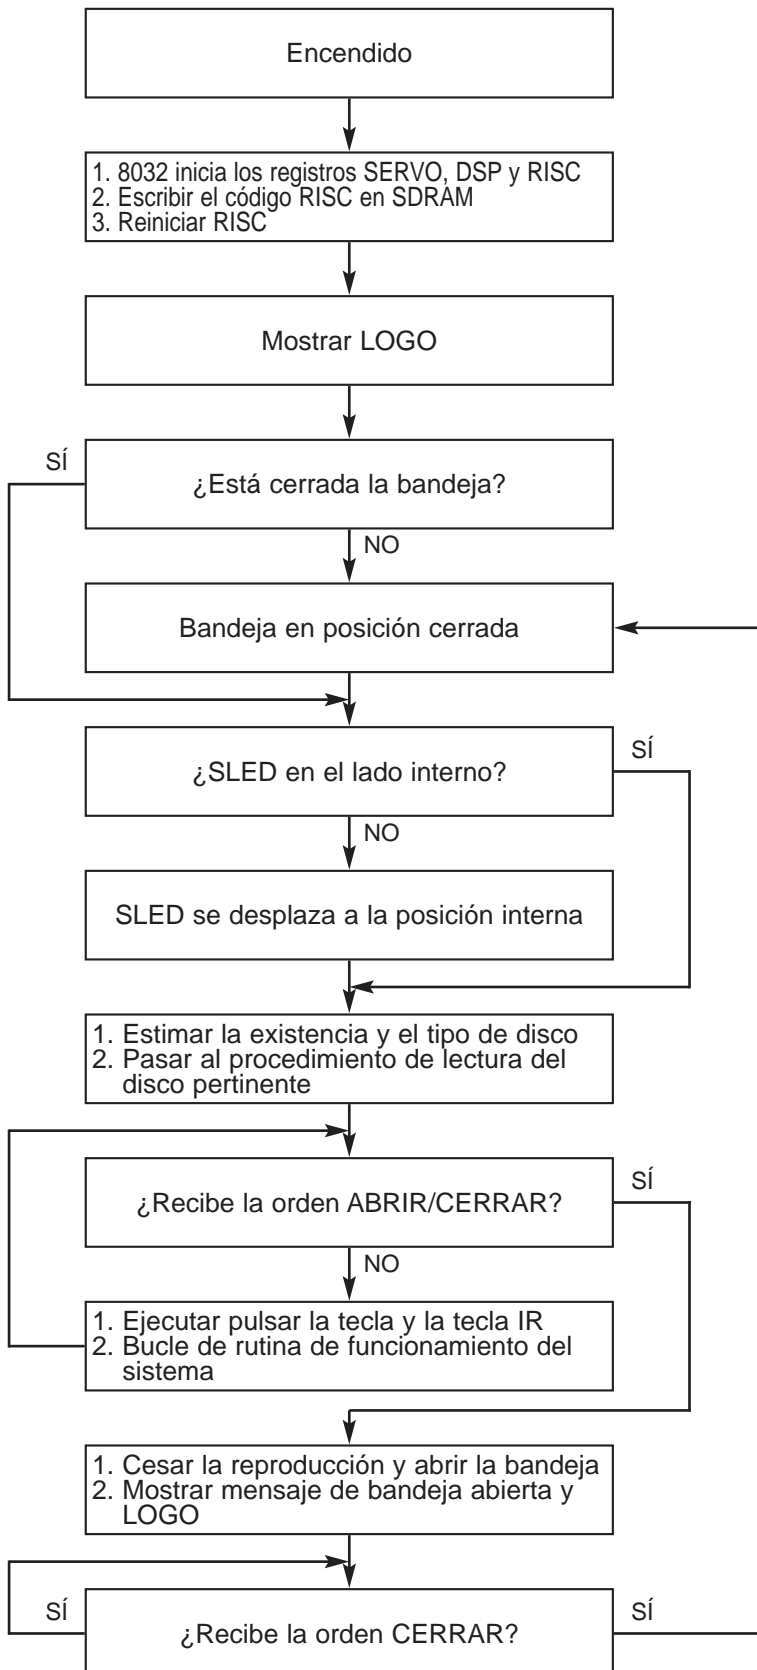 Encendido
1. 8032 inicia los registros SERVO, DSP y RISC
2. Escribir el código RISC en SDRAM
3. Reiniciar RISC
Mostrar LOGO
SÍ
¿Está cerrada la bandeja?
NO
Bandeja en posición cerrada
¿SLED en el lado interno?
SÍ
NO
SLED se desplaza a la posición interna
1. Estimar la existencia y el tipo de disco
2. Pasar al procedimiento de lectura del
disco pertinente
¿Recibe la orden ABRIR/CERRAR?
SÍ
NO
1. Ejecutar pulsar la tecla y la tecla IR
2. Bucle de rutina de funcionamiento del
sistema
1. Cesar la reproducción y abrir la bandeja
2. Mostrar mensaje de bandeja abierta y
LOGO
SÍ
¿Recibe la orden CERRAR?
SÍ